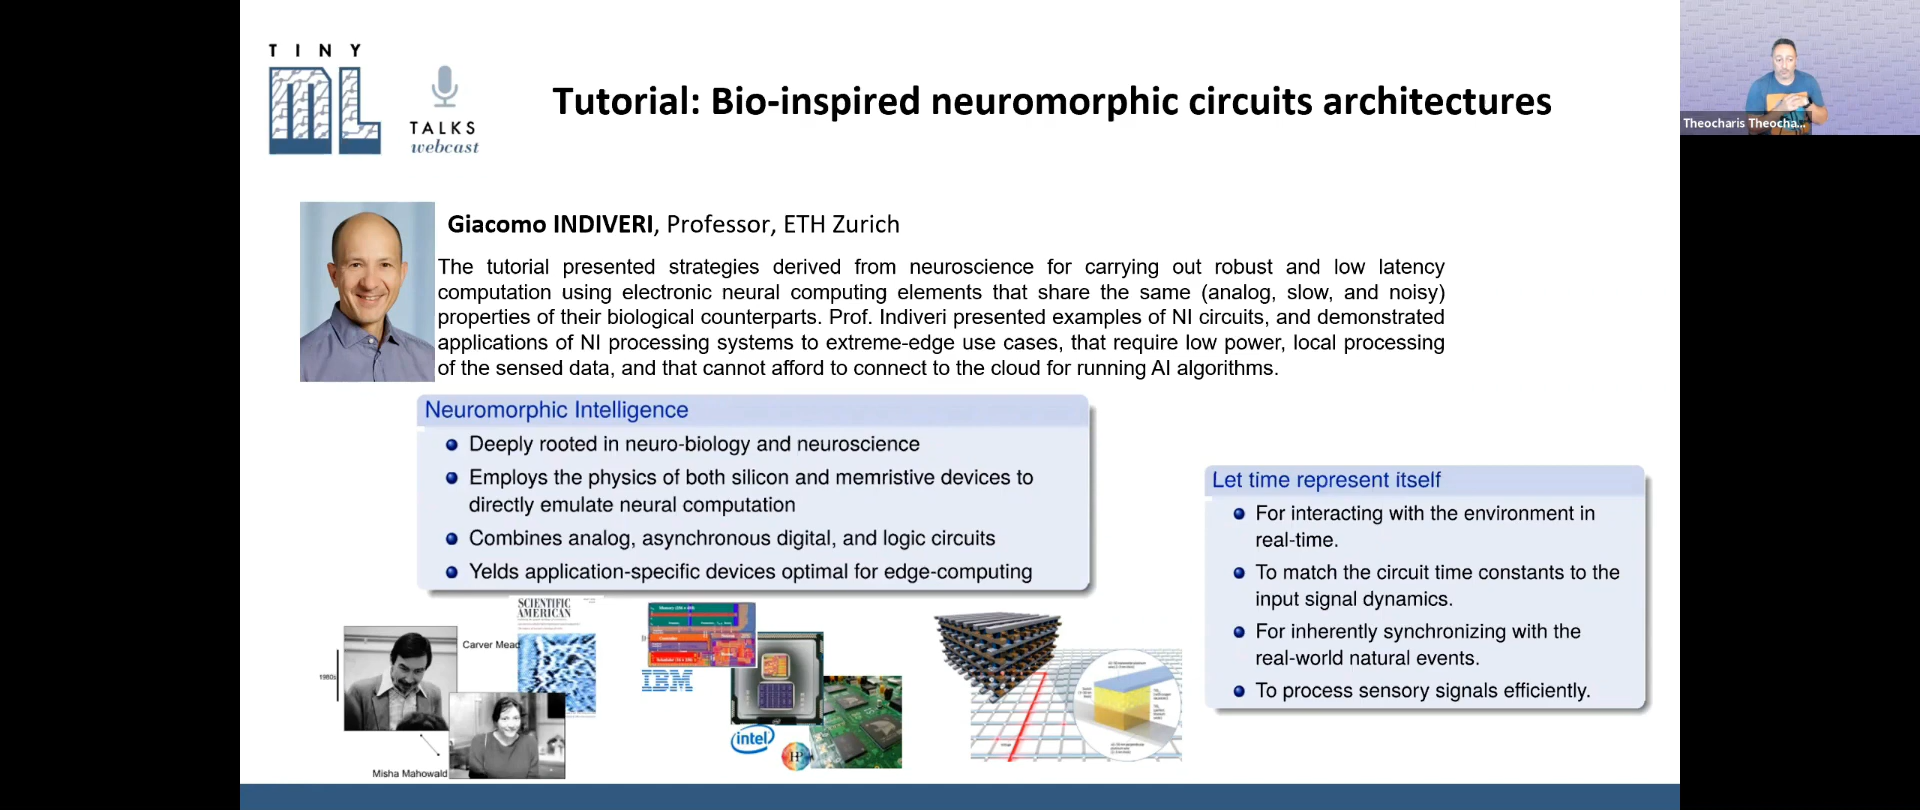 TINY
ML
TALKS
webcast
Tutorial: Bio-inspired neuromorphic circuits architectures
Theocharis Theocha...
Giacomo INDIVERI, Professor, ETH Zurich
The tutorial presented strategies derived from neuroscience for carrying out robust and low latency
computation using electronic neural computing elements that share the same (analog, slow, and noisy)
properties of their biological counterparts. Prof. Indiveri presented examples of NI circuits, and demonstrated
applications of NI processing systems to extreme-edge use cases, that require low power, local processing
of the sensed data, and that cannot afford to connect to the cloud for running AI algorithms.
Neuromorphic Intelligence
Deeply rooted in neuro-biology and neuroscience
Employs the physics of both silicon and memristive devices to
directly emulate neural computation
Combines analog, asynchronous digital, and logic circuits
Yelds application-specific devices optimal for edge-computing
Let time represent itself
For interacting with the environment in
real-time.
To match the circuit time constants to the
input signal dynamics.
For inherently synchronizing with the
real-world natural events.
To process sensory signals efficiently.
SCIENTIFIC
AMERICAN
Carver Mead
1980s
Misha Mahowald
IBM
intel